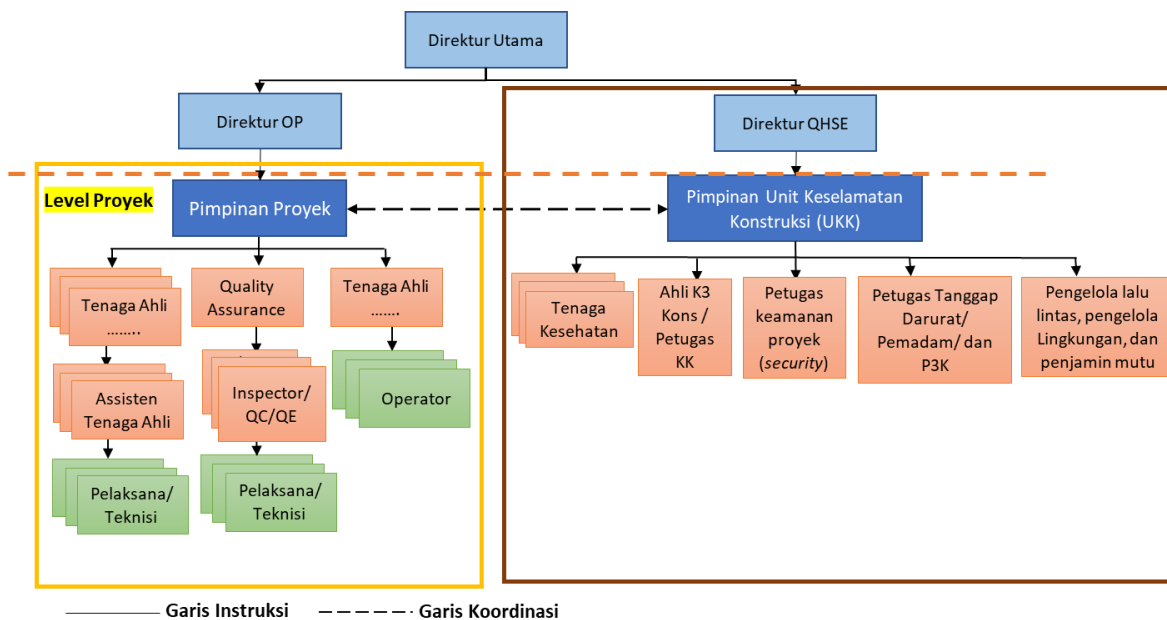 Direktur Utama
Direktur OP
Direktur QHSE
Level Proyek
Pimpinan Proyek
Pimpinan Unit Keselamatan
Konstruksi (UKK)
Tenaga Ahli
……..
Quality
Assurance
Tenaga Ahli
…….
Tenaga
Kesehatan
Ahli K3
Kons /
Petugas
KK
Petugas
keamanan
proyek
(security)
Petugas Tanggap
Darurat/
Pemadam/ dan
P3K
Pengelola lalu
lintas, pengelola
Lingkungan, dan
penjamin mutu
Assisten
Tenaga Ahli
Inspector/
QC/QE
Operator
Pelaksana/
Teknisi
Pelaksana/
Teknisi
Garis Instruksi
Garis Koordinasi